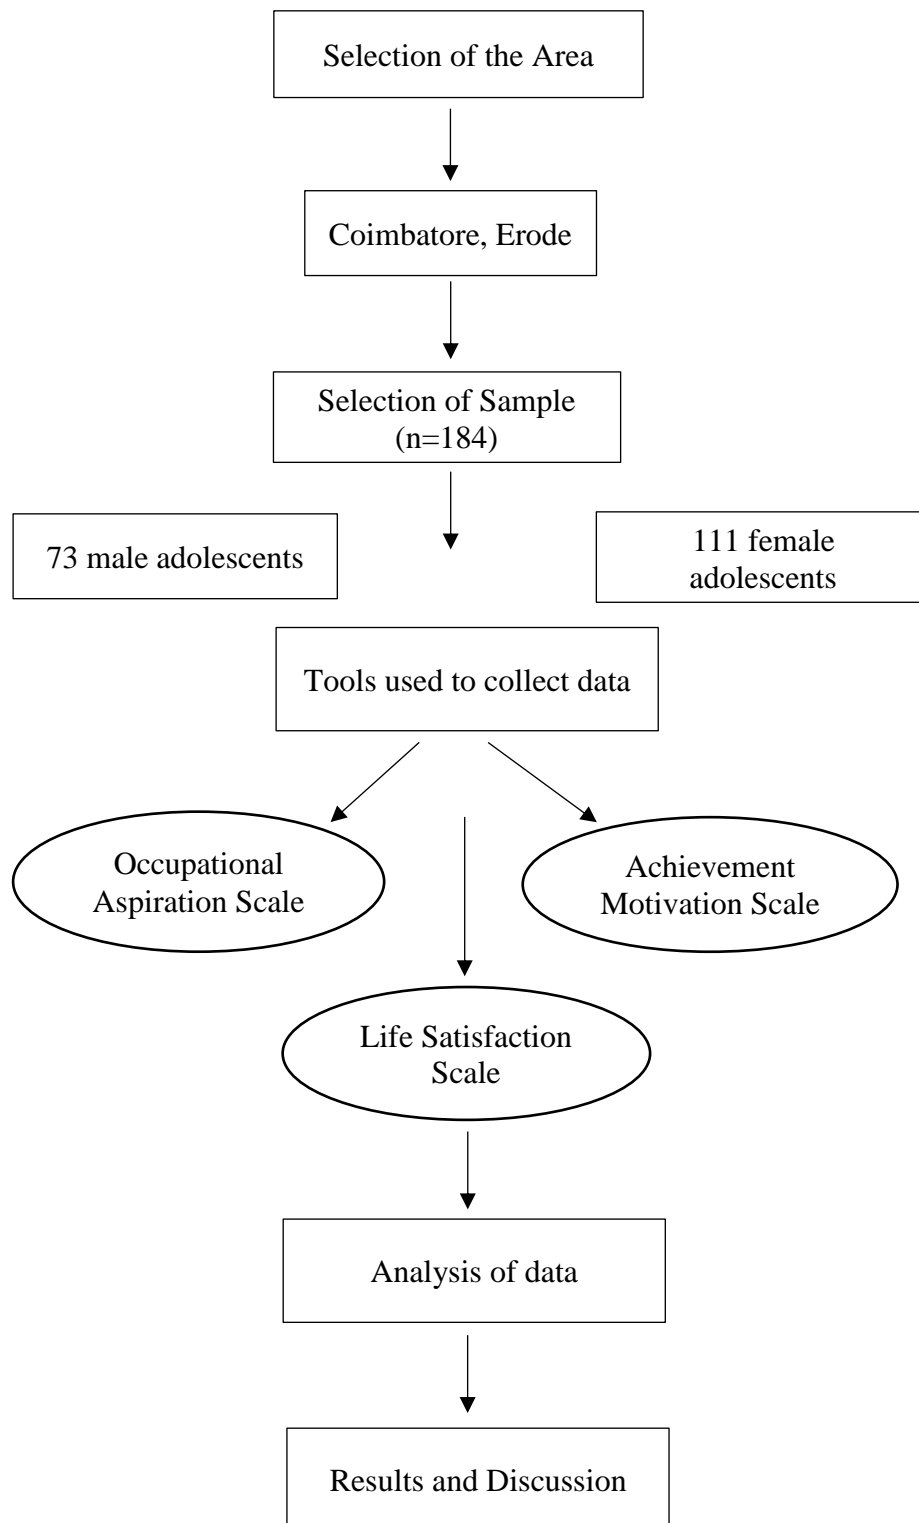 Selection of the Area
Coimbatore, Erode
Selection of Sample
(n=184)
73 male adolescents
111 female
adolescents
Tools used to collect data
Occupational
Aspiration Scale
Achievement
Motivation Scale
Life Satisfaction
Scale
Analysis of data
Results and Discussion